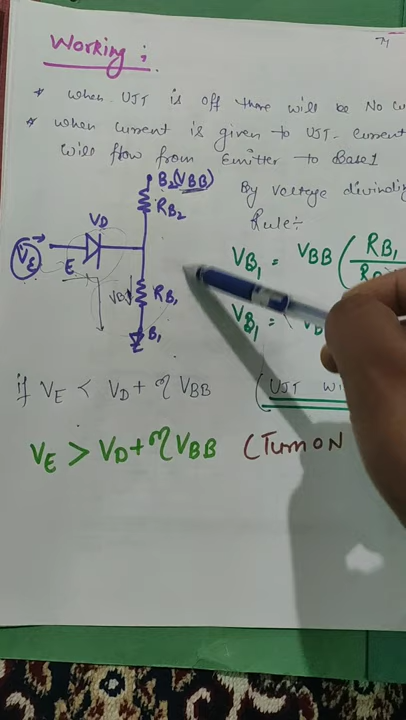 Working :
* when UJT is off there will be No
* when current is given to UJT- current
will flow from Emitter to Base1
B2(VBB)
By voltage dividing
Rule:-
RB2
VD
VE
E
RB1
B1
VB1 = VBB ( RB1
VB1 =
if VE < VD + η VBB (UJT
VE > VD + η VBB (Turn ON